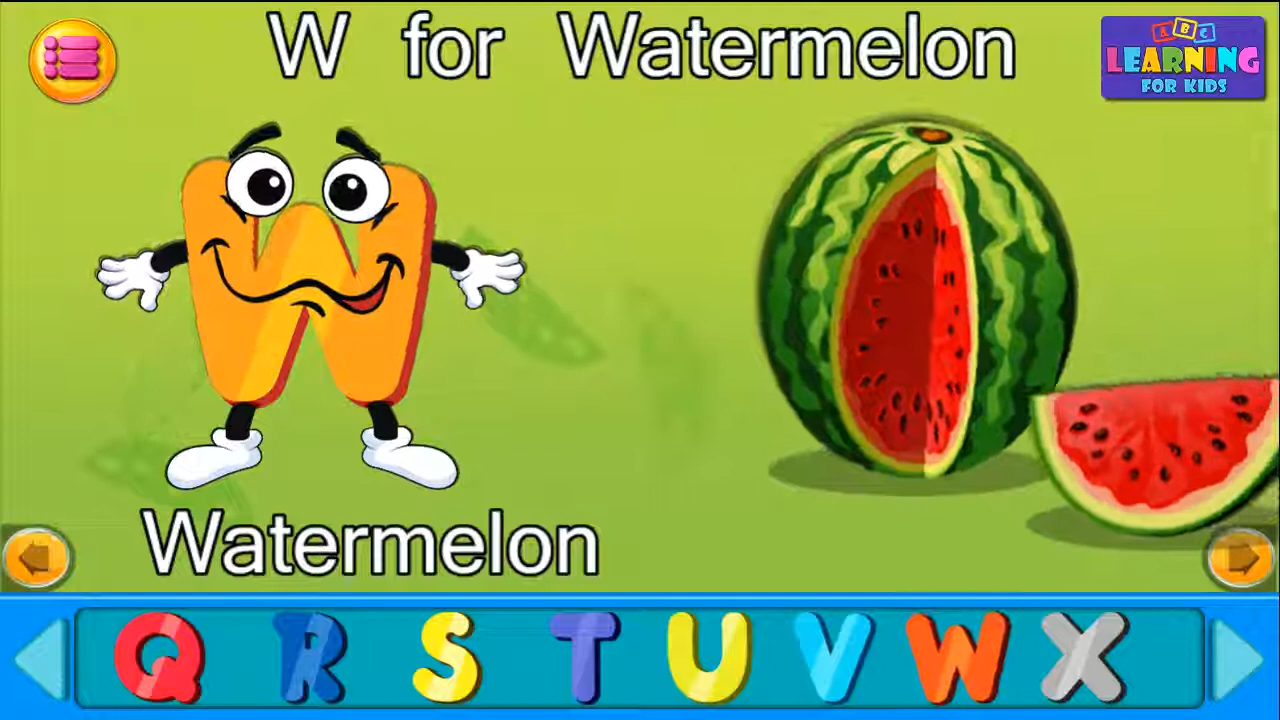 W for Watermelon
A B C
LEARNING
FOR KIDS
W
Watermelon
Q R S T U V W X